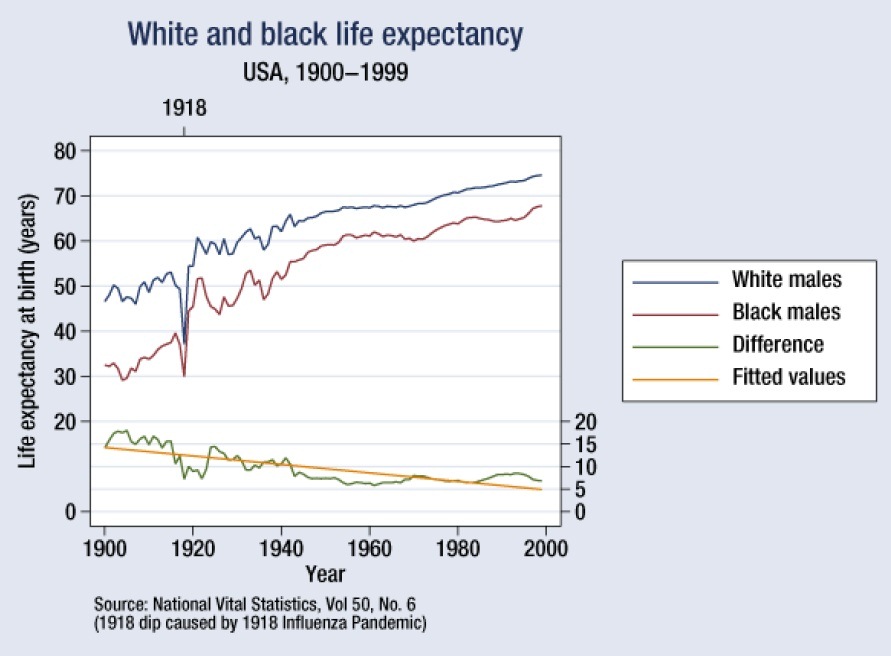 White and black life expectancy
USA, 1900–1999
1918
80
70
60
50
40
30
20
0
Life expectancy at birth (years)
20
15
10
5
0
1900 1920 1940 1960 1980 2000
Year
White males
Black males
Difference
Fitted values
Source: National Vital Statistics, Vol 50, No. 6
(1918 dip caused by 1918 Influenza Pandemic)